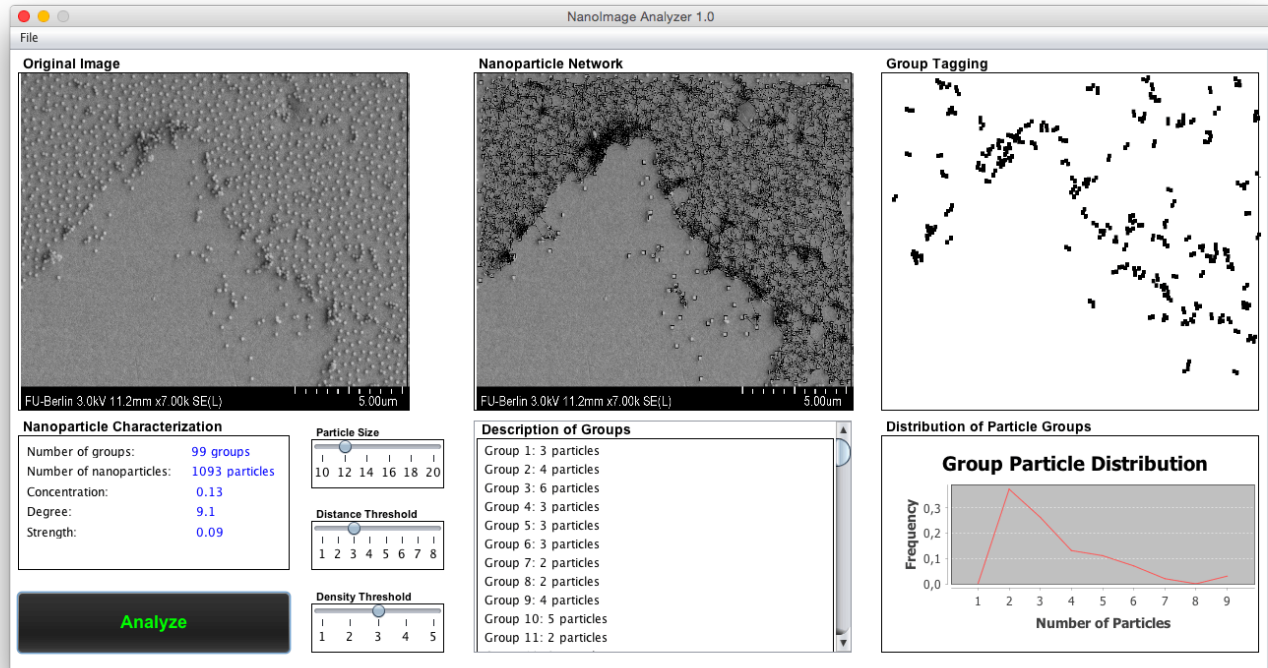 NanoImage Analyzer 1.0
File
Original Image
Nanoparticle Network
Group Tagging
FU-Berlin 3.0kV 11.2mm x7.00k SE(L)
5.00um
FU-Berlin 3.0kV 11.2mm x7.00k SE(L)
5.00um
Nanoparticle Characterization
Number of groups: 99 groups
Number of nanoparticles: 1093 particles
Concentration: 0.13
Degree: 9.1
Strength: 0.09
Analyze
Particle Size
10 12 14 16 18 20
Distance Threshold
1 2 3 4 5 6 7 8
Density Threshold
1 2 3 4 5
Description of Groups
Group 1: 3 particles
Group 2: 4 particles
Group 3: 6 particles
Group 4: 3 particles
Group 5: 3 particles
Group 6: 3 particles
Group 7: 2 particles
Group 8: 2 particles
Group 9: 4 particles
Group 10: 5 particles
Group 11: 2 particles
Distribution of Particle Groups
Group Particle Distribution
Frequency
0,3
0,2
0,1
0,0
1 2 3 4 5 6 7 8 9
Number of Particles